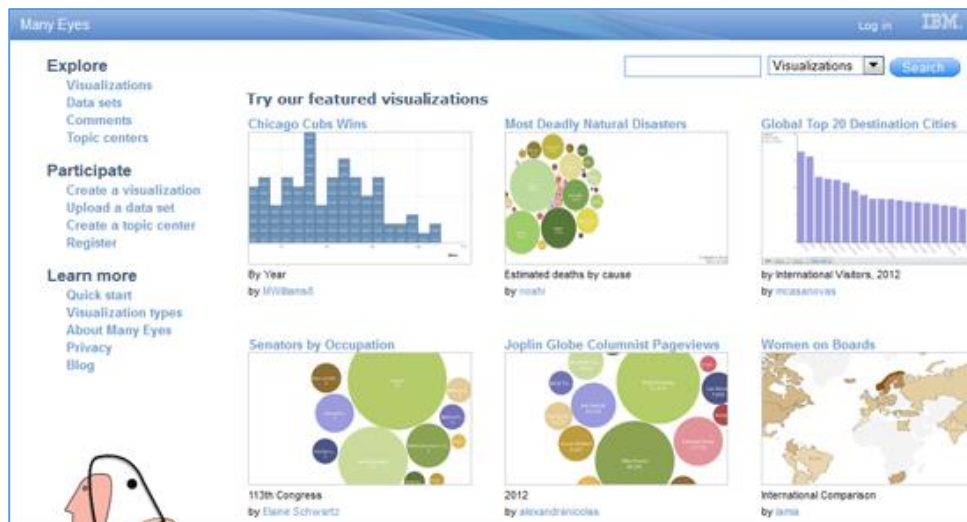 Many Eyes
Log in
IBM.
Explore
Visualizations
Data sets
Comments
Topic centers
Participate
Create a visualization
Upload a data set
Create a topic center
Register
Learn more
Quick start
Visualization types
About Many Eyes
Privacy
Blog
Visualizations
Search
Try our featured visualizations
Chicago Cubs Wins
Most Deadly Natural Disasters
Global Top 20 Destination Cities
By Year
Estimated deaths by cause
by International Visitors, 2012
by MWilliams8
by noahi
by mcasanovas
Senators by Occupation
Joplin Globe Columnist Pageviews
Women on Boards
113th Congress
2012
International Comparison
by Elaine Schwartz
by alexandranicolas
by lamia